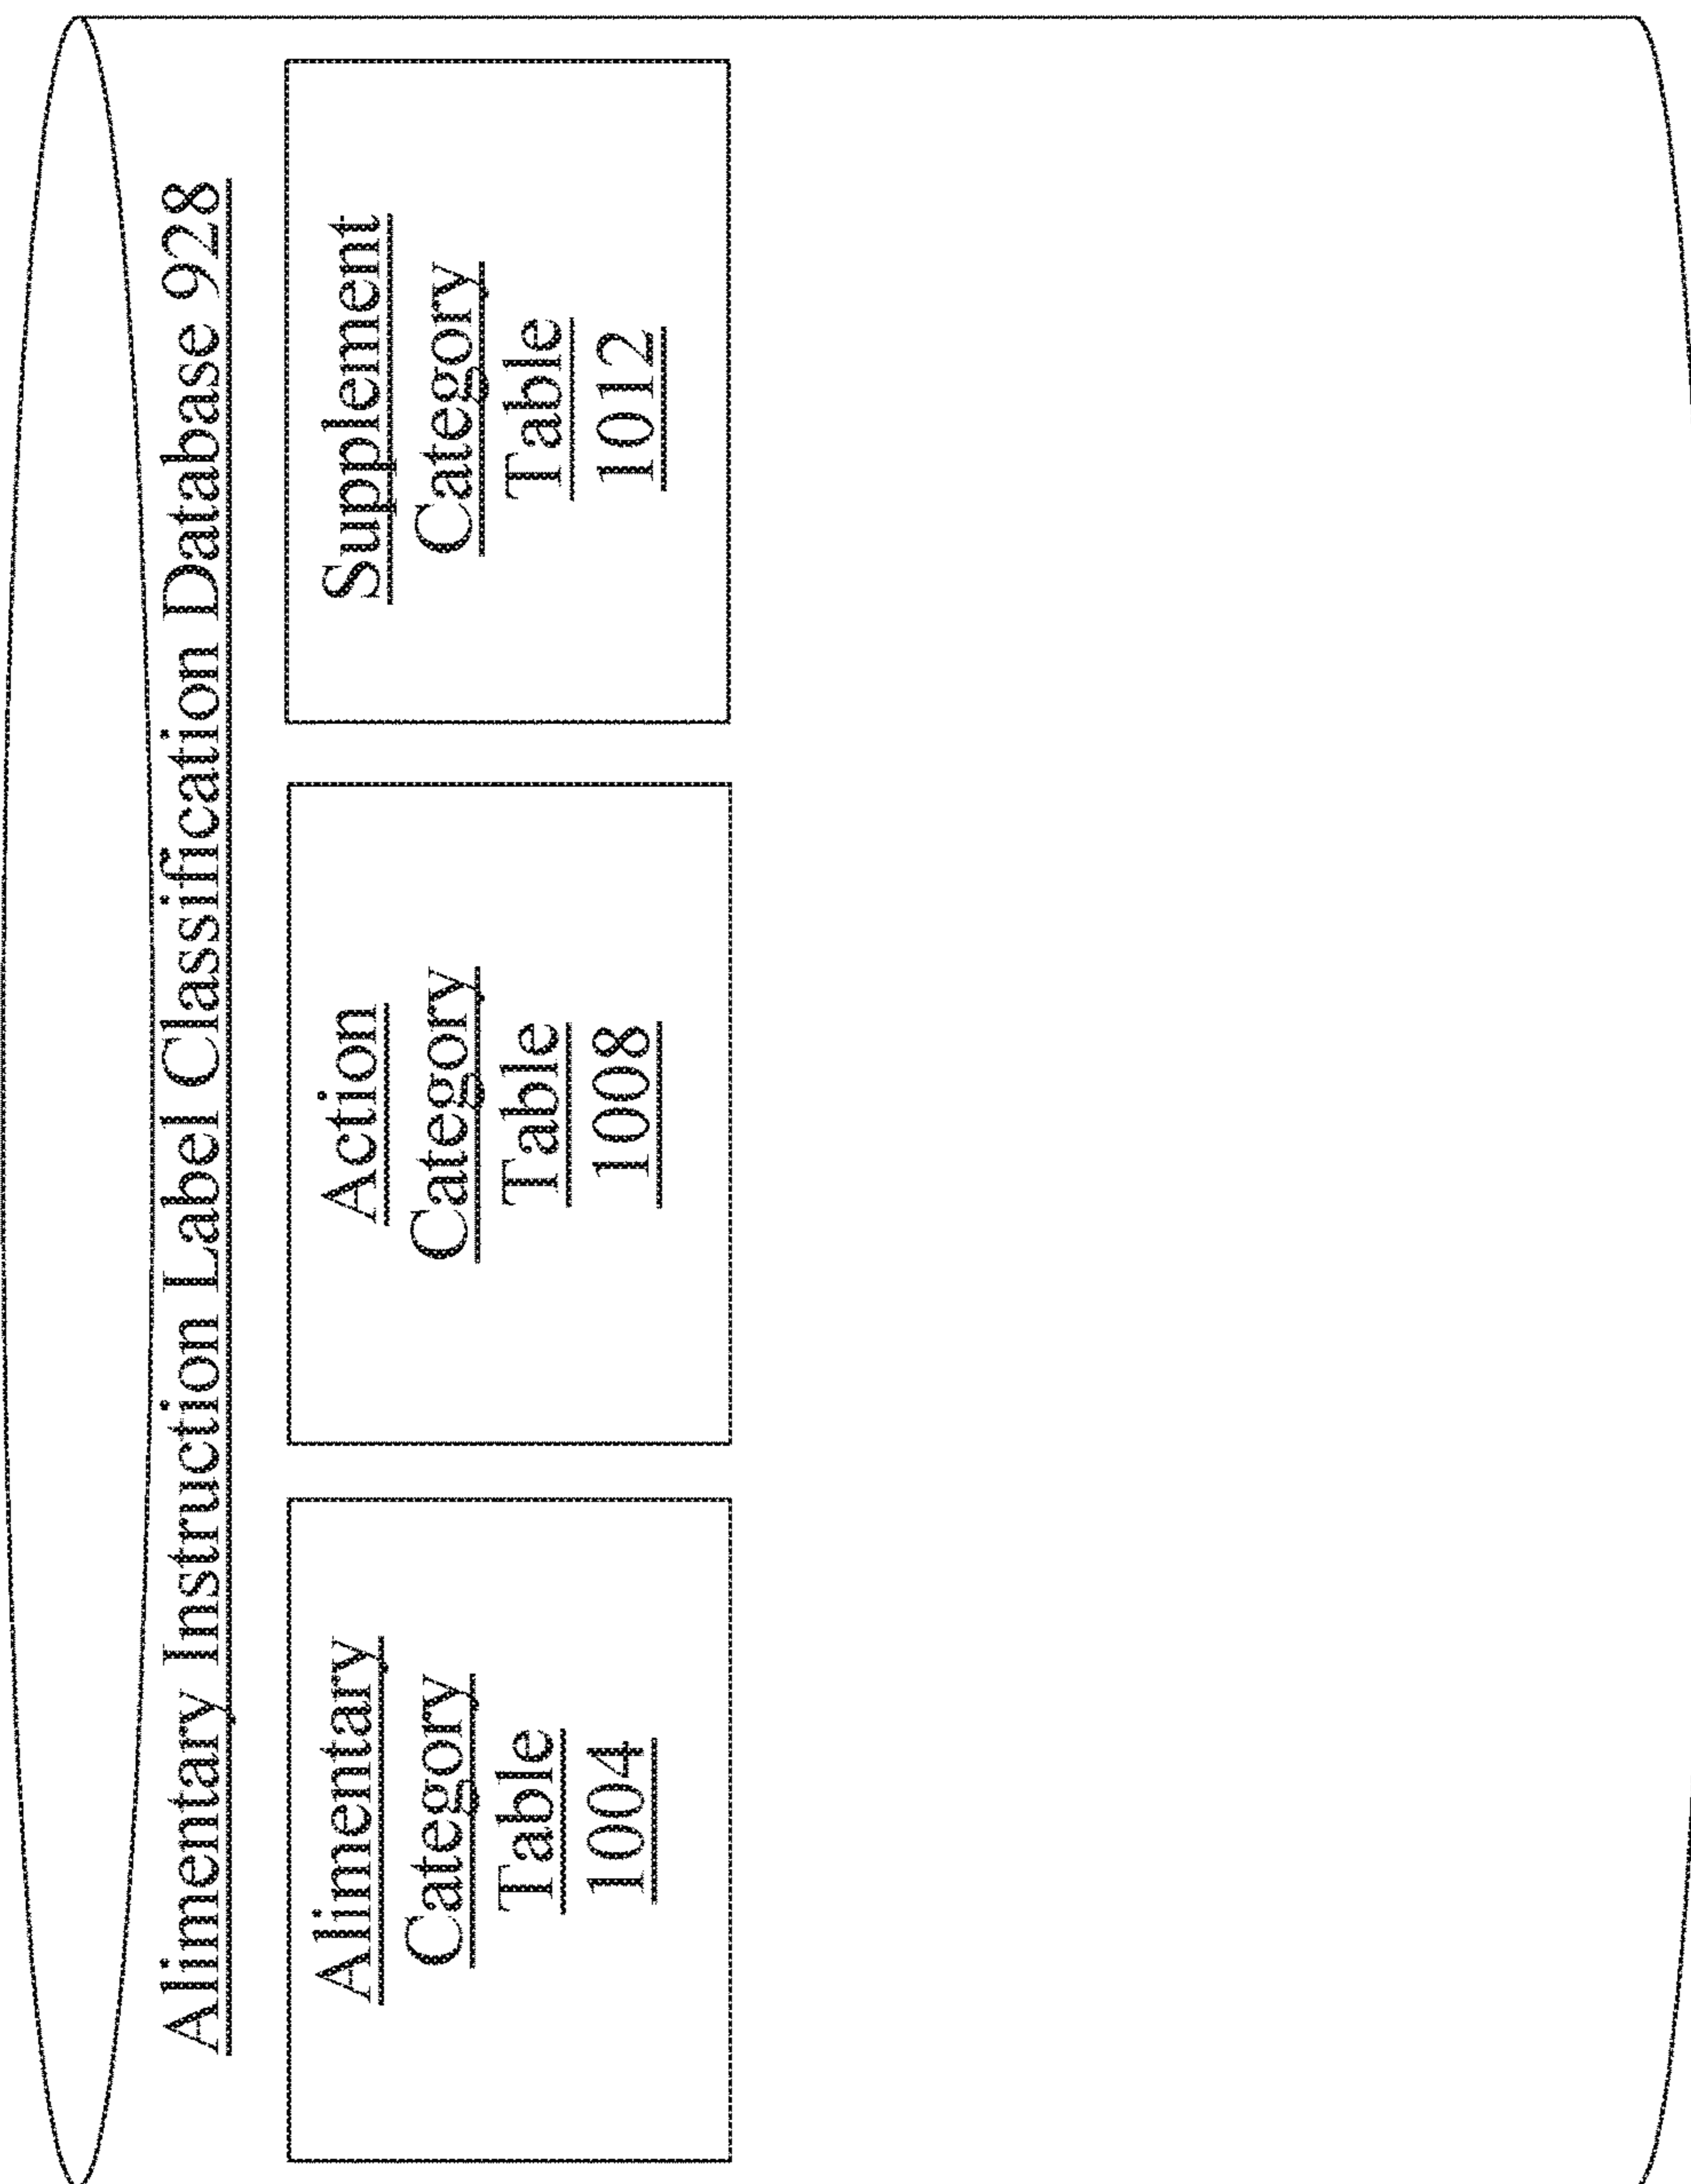 Alimentary Instruction Label Classification Database 928
Alimentary
Category
Table
1004
Action
Category
Table
1008
Supplement
Category
Table
1012